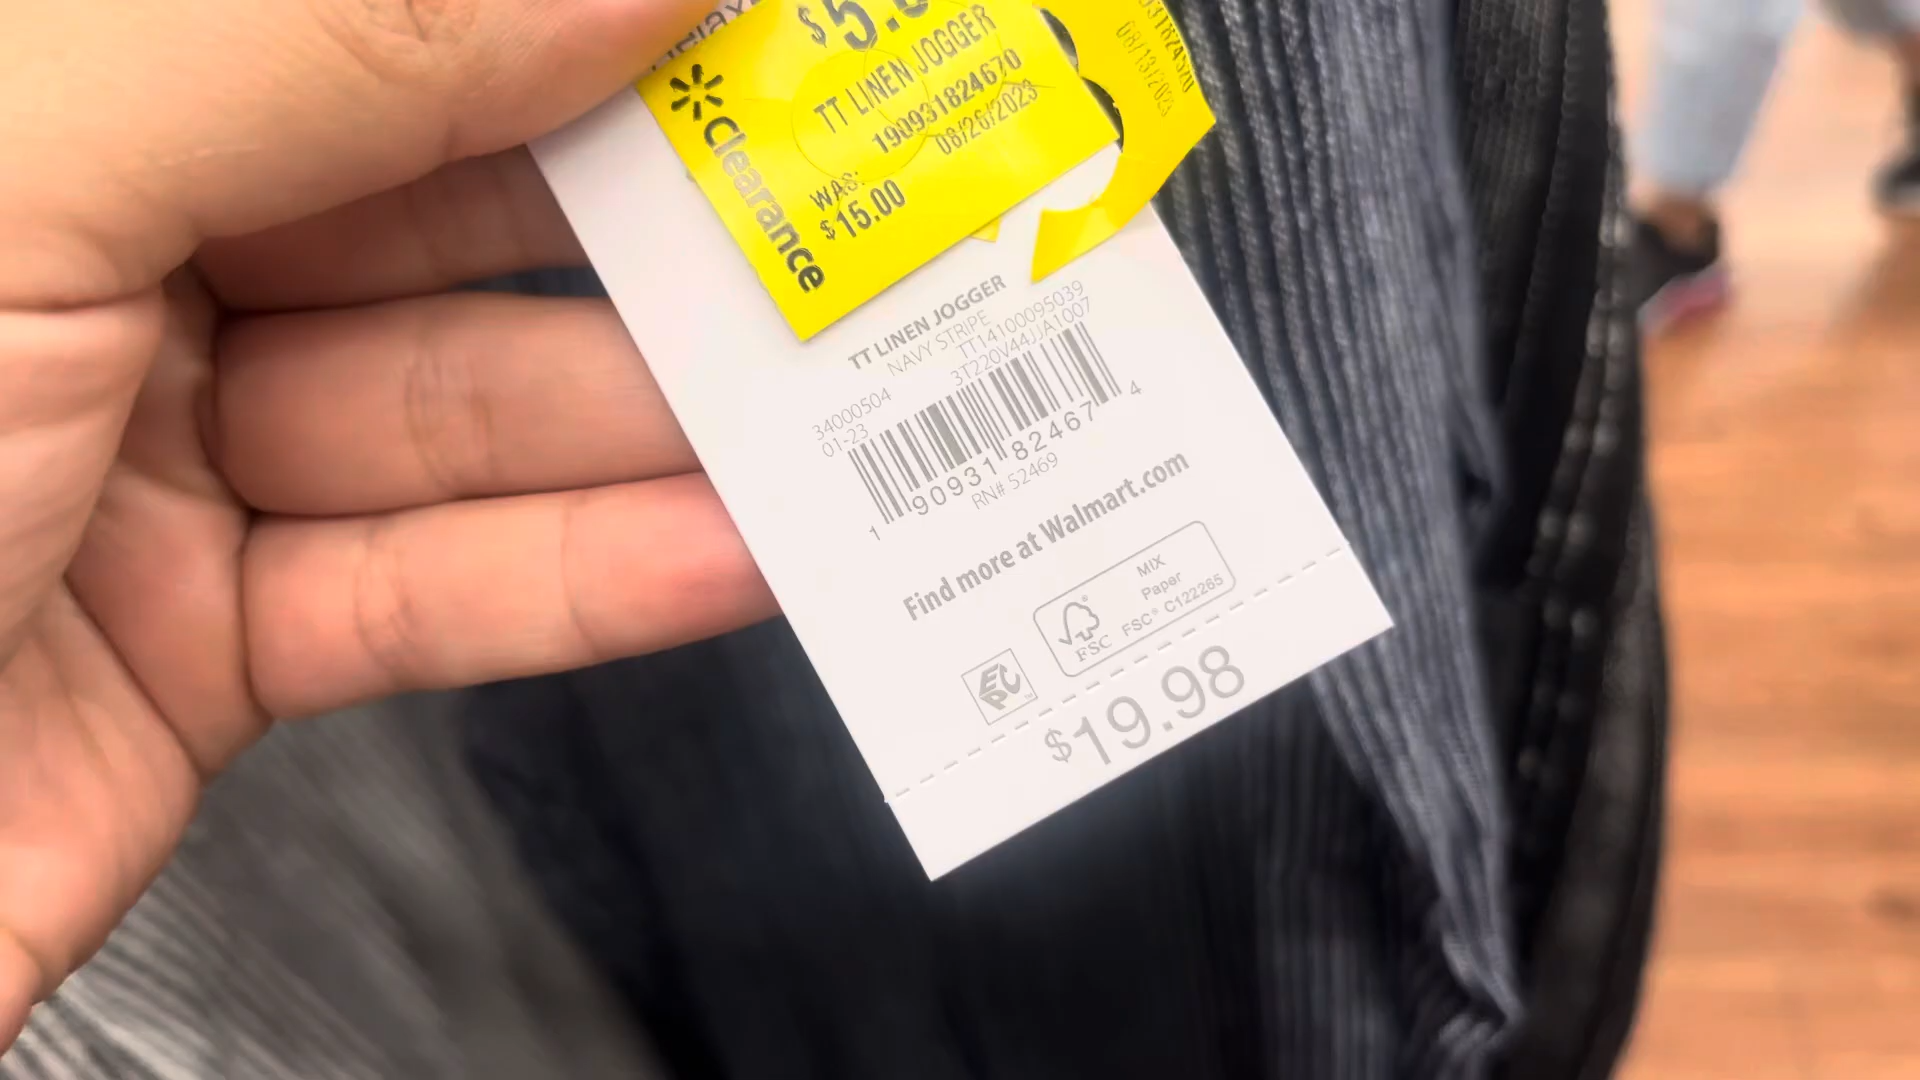 Clearance
TT LINEN JOGGER
190931824670
08/26/2023
WAS:
$15.00
08/13/2023
TT LINEN JOGGER
NAVY STRIPE
TT14100095039
3T220V44JJA1007
34000504
01-23
1 90931 82467 4
RN# 52469
Find more at Walmart.com
MIX
Paper
FSC® C122265
FSC
EPC
$19.98